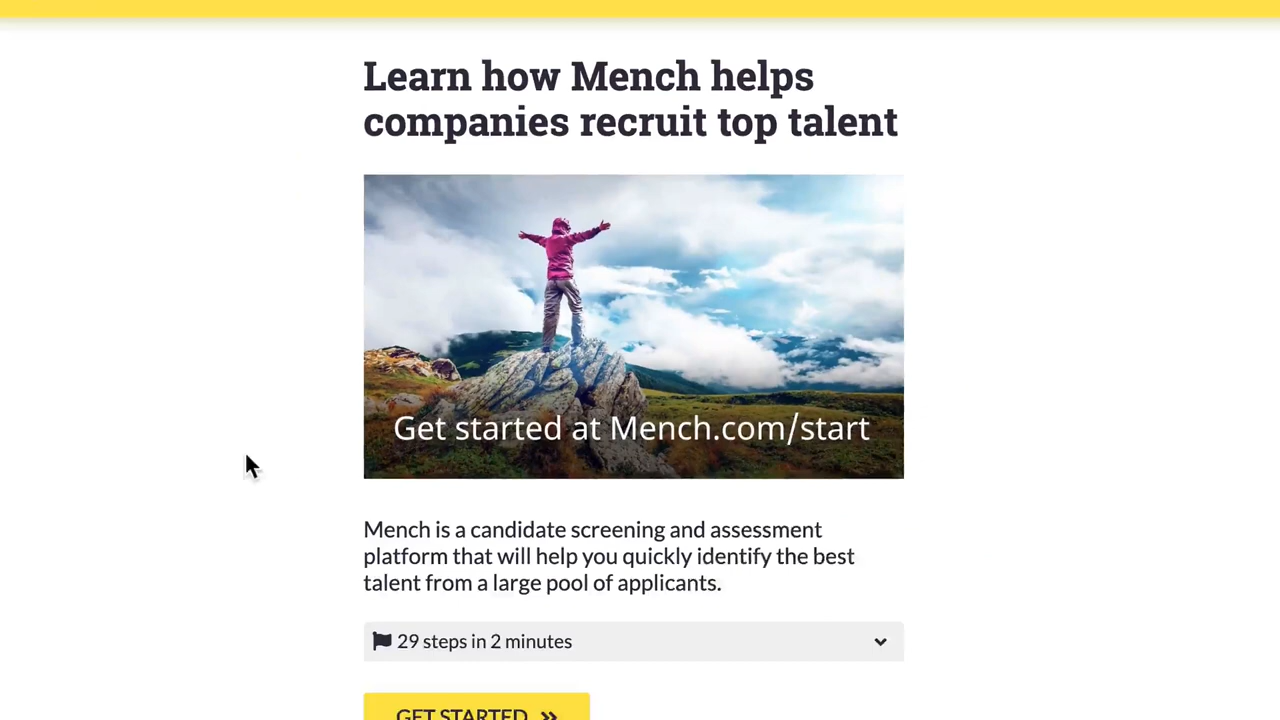 Learn how Mench helps
companies recruit top talent
Get started at Mench.com/start
Mench is a candidate screening and assessment
platform that will help you quickly identify the best
talent from a large pool of applicants.
29 steps in 2 minutes
GET STARTED